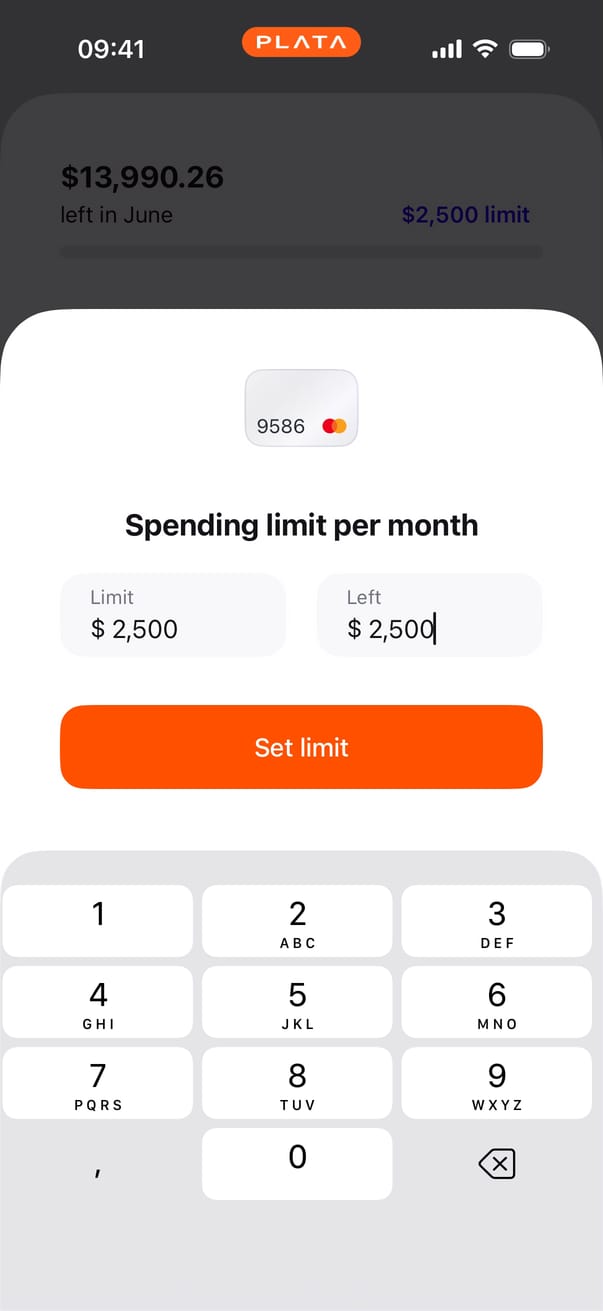 09:41
PLATA
$13,990.26
left in June
$2,500 limit
9586
Spending limit per month
Limit
$ 2,500
Left
$ 2,500
Set limit
1
2
ABC
3
DEF
4
GHI
5
JKL
6
MNO
7
PQRS
8
TUV
9
WXYZ
,
0